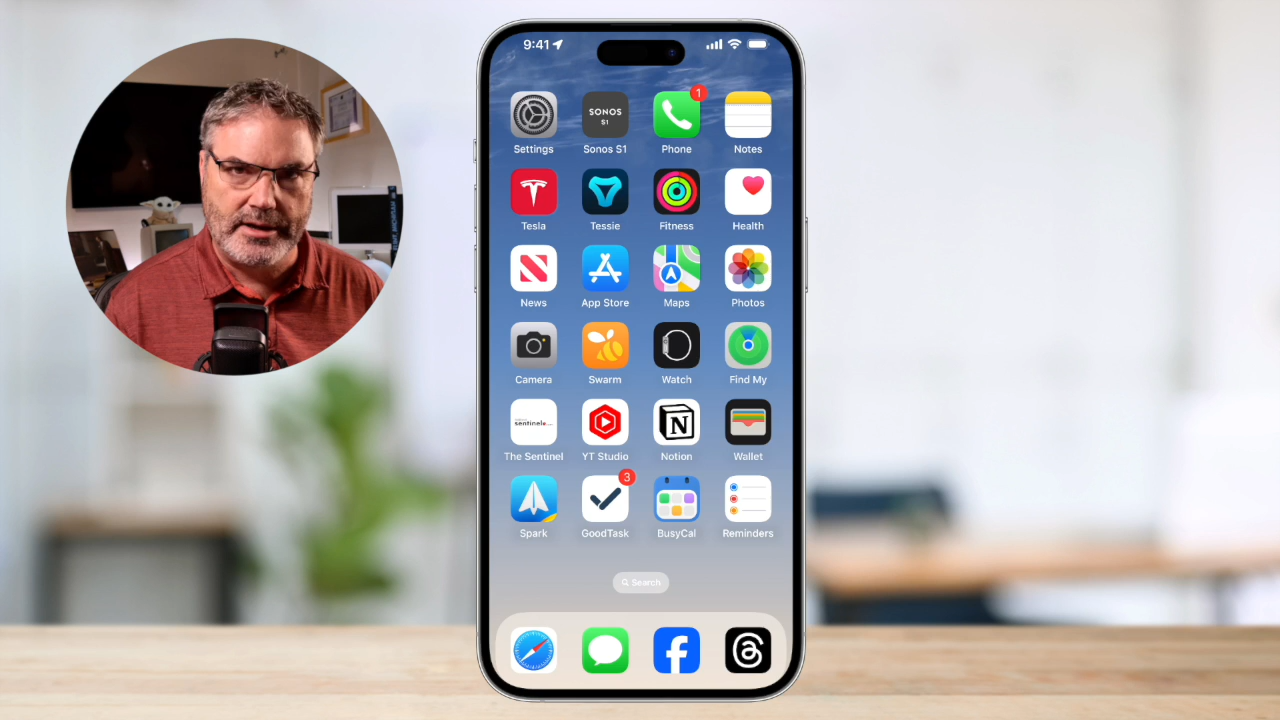 9:41
SONOS
S1
1
Settings
Sonos S1
Phone
Notes
Tesla
Tessie
Fitness
Health
News
App Store
Maps
Photos
Camera
Swarm
Watch
Find My
sentinel
N
The Sentinel
YT Studio
Notion
Wallet
3
Spark
GoodTask
BusyCal
Reminders
Search